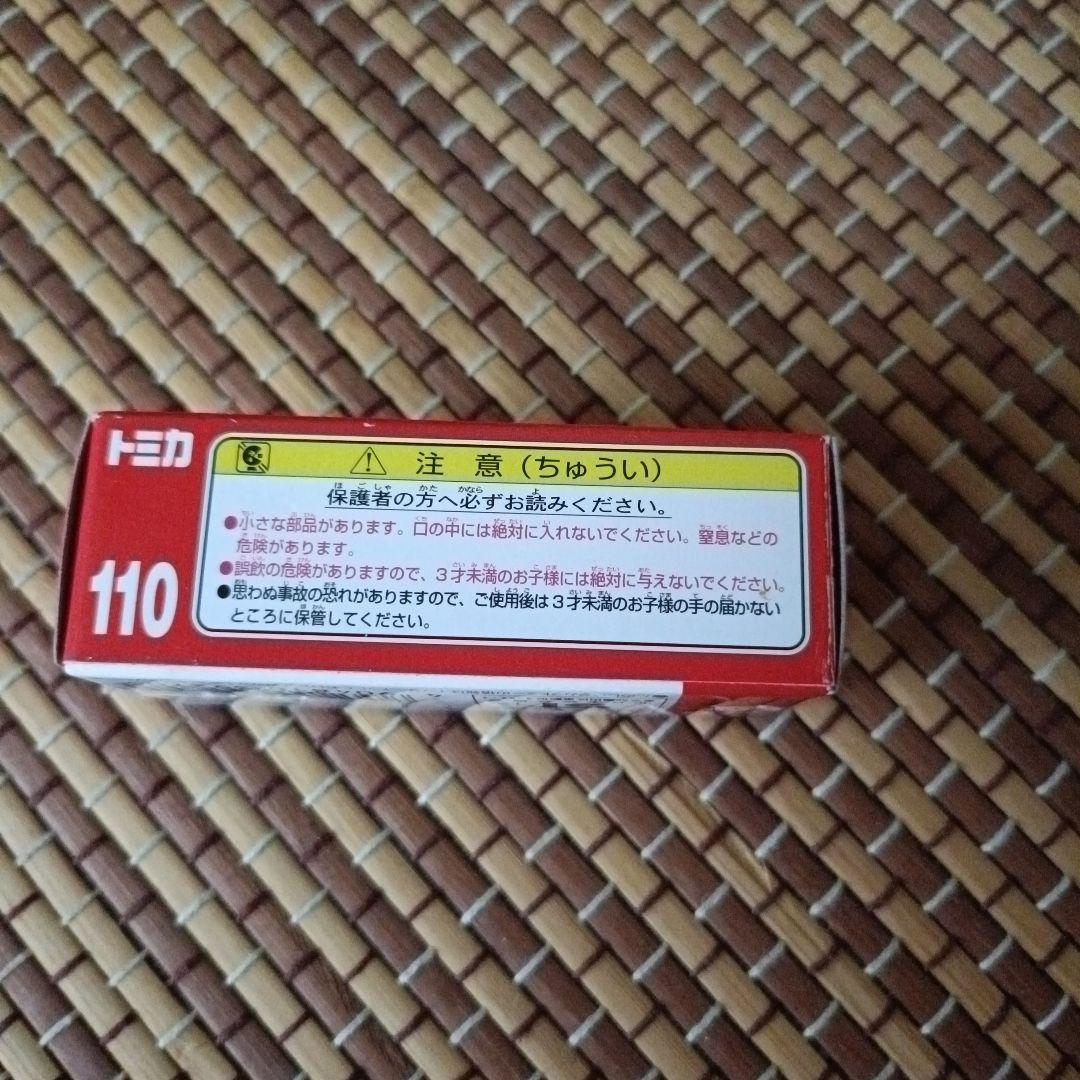 トミカ
110
注意(ちゅうい)
保護者の方へ必ずお読みください。
●小さな部品があります。口の中には絶対に入れないでください。窒息などの
危険があります。
●誤飲の危険がありますので、3才未満のお子様には絶対に与えないでください。
●思わぬ事故の恐れがありますので、ご使用後は3才未満のお子様の手の届かない
ところに保管してください。